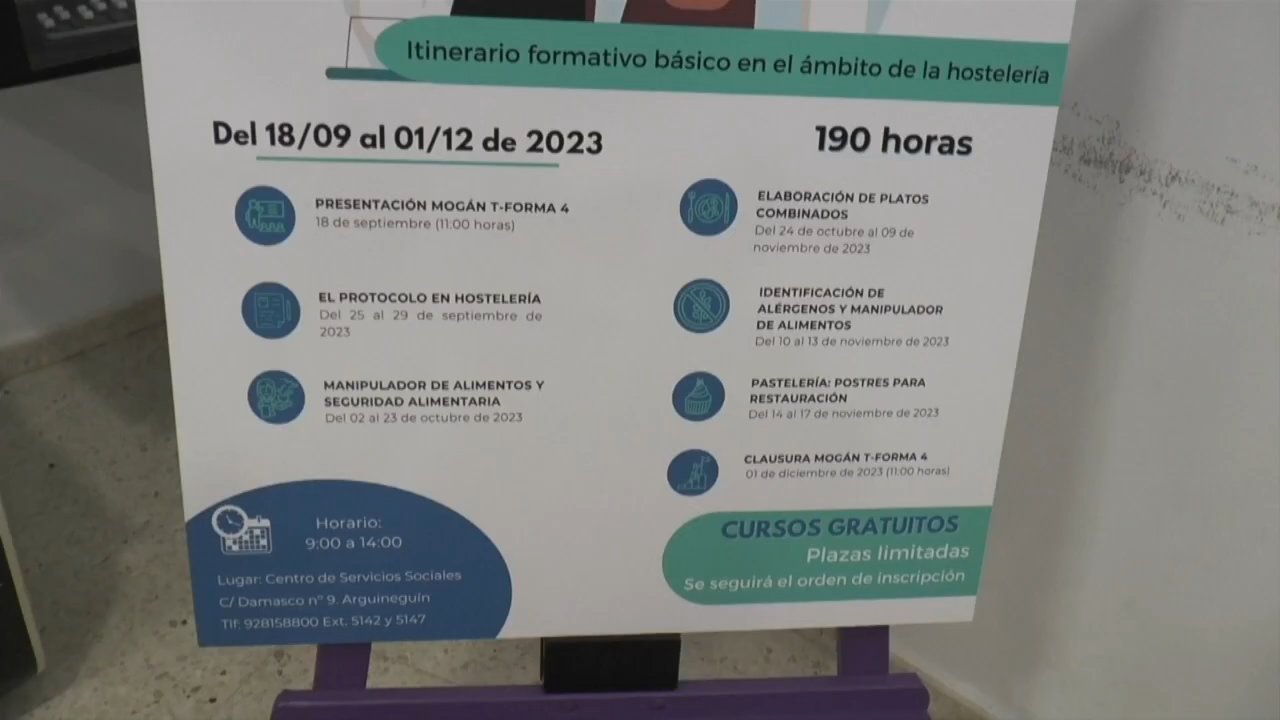 Itinerario formativo básico en el ámbito de la hostelería
Del 18/09 al 01/12 de 2023
190 horas
PRESENTACIÓN MOGÁN T-FORMA 4
18 de septiembre (11:00 horas)
EL PROTOCOLO EN HOSTELERÍA
Del 25 al 29 de septiembre de
2023
MANIPULADOR DE ALIMENTOS Y
SEGURIDAD ALIMENTARIA
Del 02 al 23 de octubre de 2023
ELABORACIÓN DE PLATOS
COMBINADOS
Del 24 de octubre al 09 de
noviembre de 2023
IDENTIFICACIÓN DE
ALÉRGENOS Y MANIPULADOR
DE ALIMENTOS
Del 10 al 13 de noviembre de 2023
PASTELERÍA: POSTRES PARA
RESTAURACIÓN
Del 14 al 17 de noviembre de 2023
CLAUSURA MOGÁN T-FORMA 4
01 de diciembre de 2023 (11:00 horas)
Horario:
9:00 a 14:00
Lugar: Centro de Servicios Sociales
C/ Damasco nº 9. Arguineguín
Tlf: 928158800 Ext. 5142 y 5147
CURSOS GRATUITOS
Plazas limitadas
Se seguirá el orden de inscripción